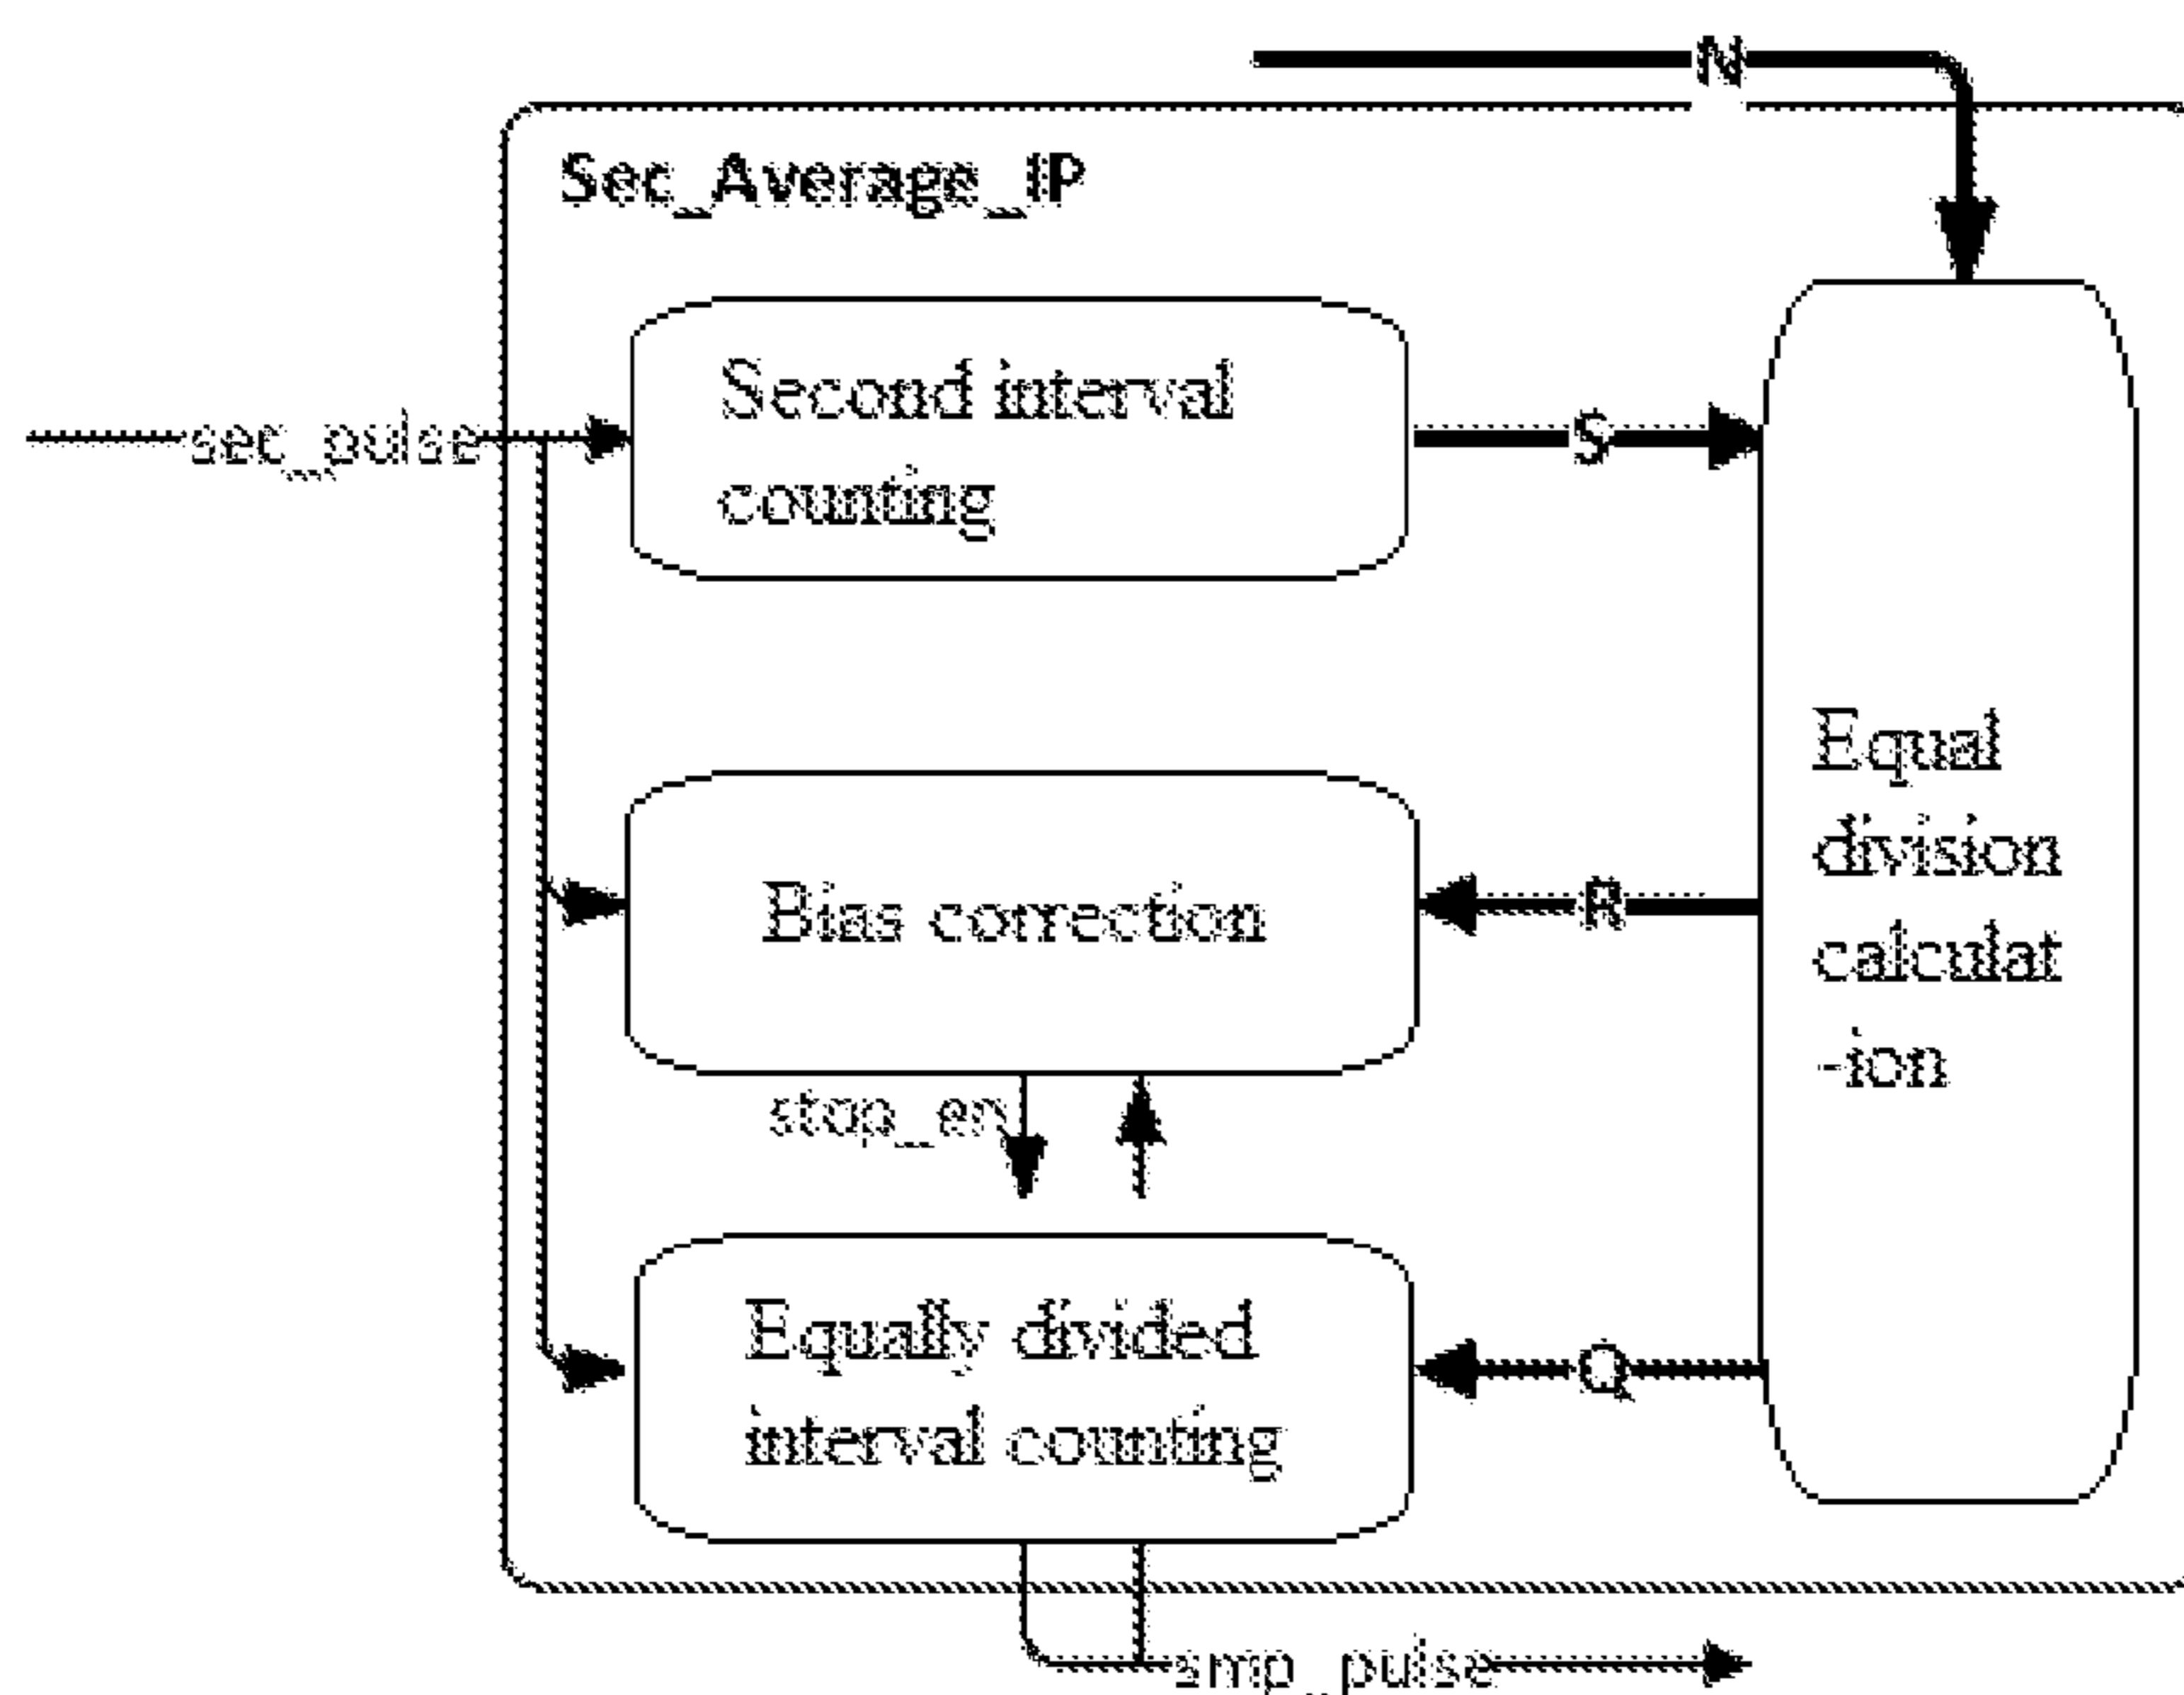 N
Sec_Average_IP
Second interval
counting
sec_pulse
S
Equal
division
calculat
-ion
Bias correction
R
stop_en
Equally divided
interval counting
Q
smp_pulse